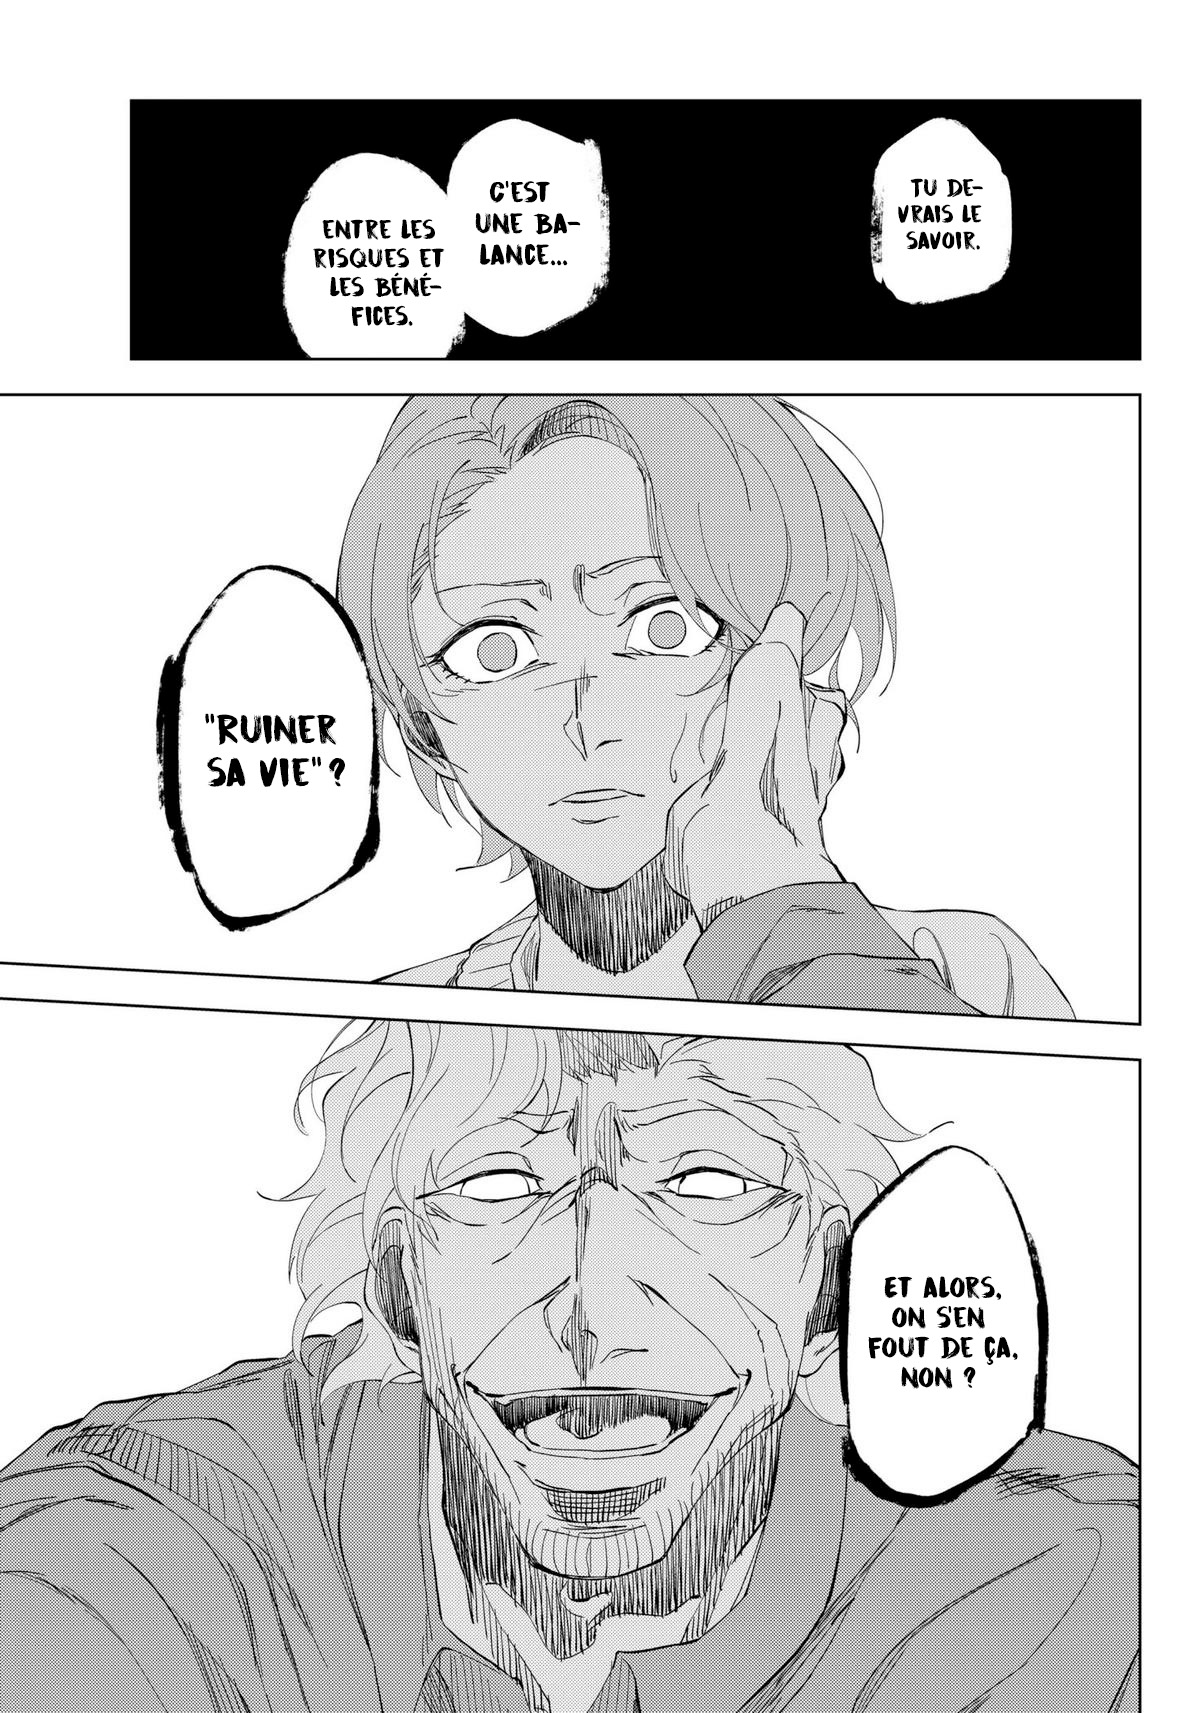 TU DE-
VRAIS LE
SAVOIR.
C'EST
UNE BA-
LANCE...
ENTRE LES
RISQUES ET
LES BÉNÉ-
FICES.
"RUINER
SA VIE" ?
ET ALORS,
ON S'EN
FOUT DE ÇA,
NON ?